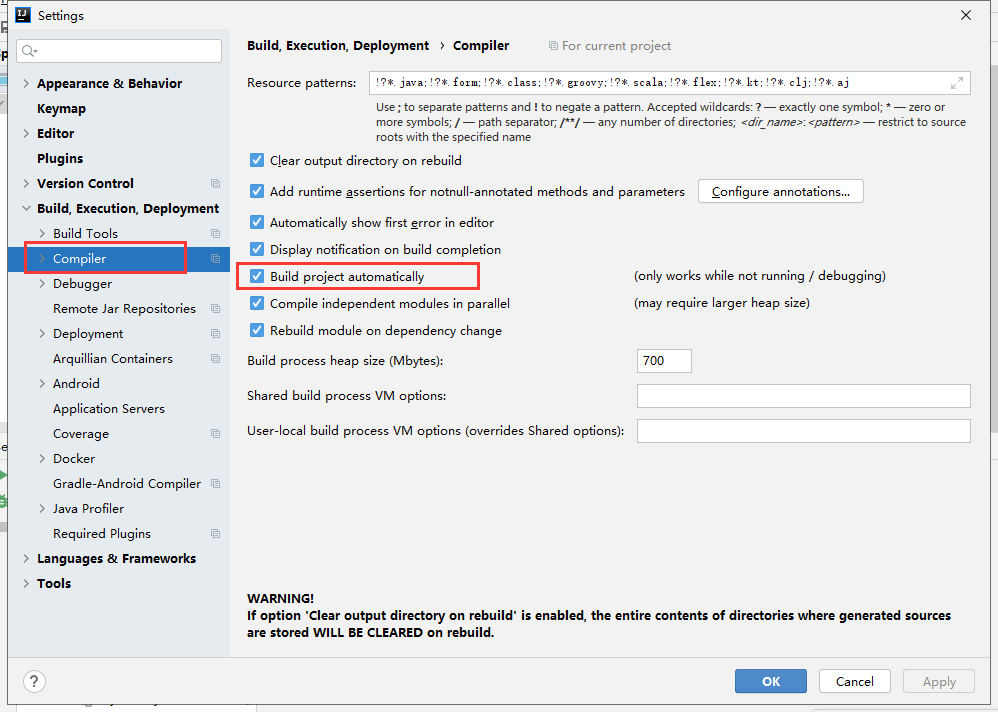 Settings
Appearance & Behavior
Keymap
Editor
Plugins
Version Control
Build, Execution, Deployment
Build Tools
Compiler
Debugger
Remote Jar Repositories
Deployment
Arquillian Containers
Android
Application Servers
Coverage
Docker
Gradle-Android Compiler
Java Profiler
Required Plugins
Languages & Frameworks
Tools
Build, Execution, Deployment › Compiler For current project
Resource patterns: !?*.java;!?*.form;!?*.class;!?*.groovy;!?*.scala;!?*.flex;!?*.kt;!?*.clj;!?*.aj
Use ; to separate patterns and ! to negate a pattern. Accepted wildcards: ? — exactly one symbol; * — zero or
more symbols; / — path separator; /**/ — any number of directories; <dir_name>:<pattern> — restrict to source
roots with the specified name
Clear output directory on rebuild
Add runtime assertions for notnull-annotated methods and parameters Configure annotations...
Automatically show first error in editor
Display notification on build completion
Build project automatically (only works while not running / debugging)
Compile independent modules in parallel (may require larger heap size)
Rebuild module on dependency change
Build process heap size (Mbytes): 700
Shared build process VM options:
User-local build process VM options (overrides Shared options):
WARNING!
If option 'Clear output directory on rebuild' is enabled, the entire contents of directories where generated sources
are stored WILL BE CLEARED on rebuild.
? OK Cancel Apply